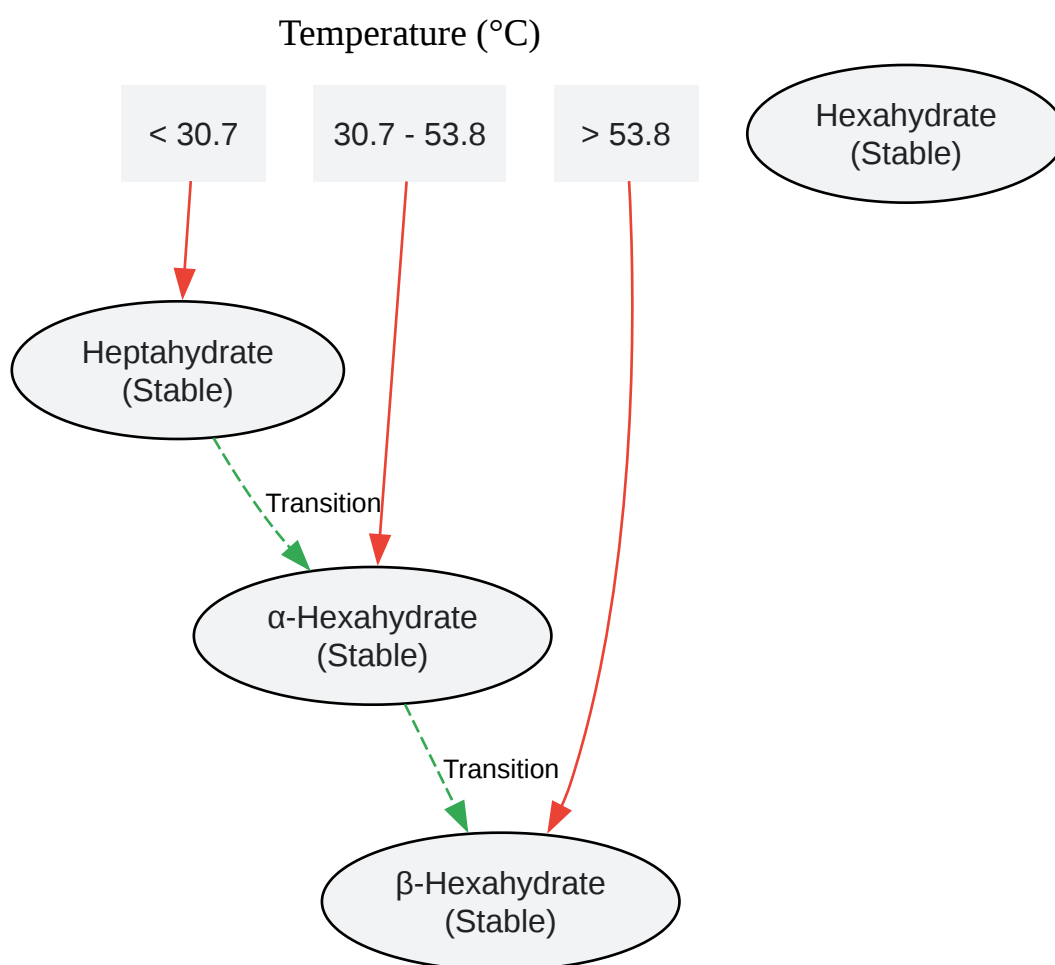 Temperature (°C)
< 30.7
30.7 - 53.8
> 53.8
Hexahydrate
(Stable)
Heptahydrate
(Stable)
Transition
α-Hexahydrate
(Stable)
Transition
β-Hexahydrate
(Stable)